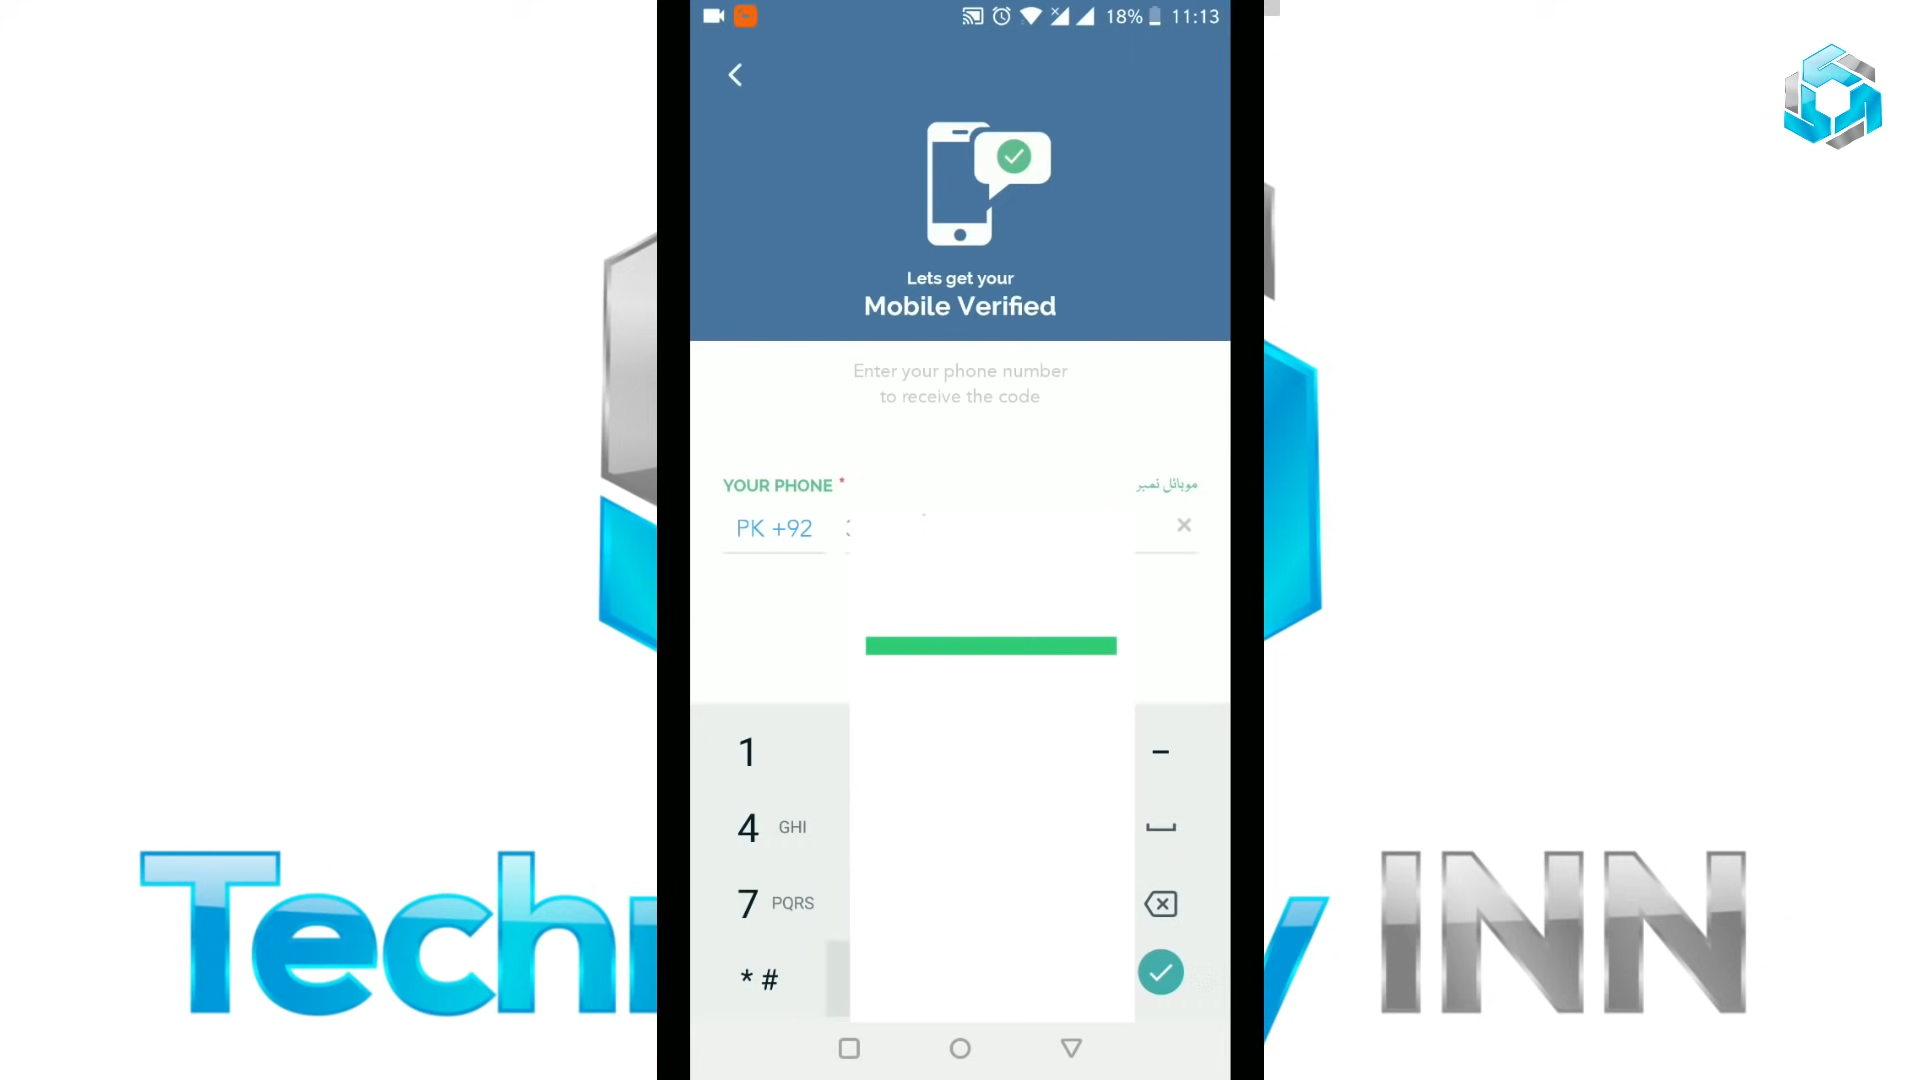 18% 11:13
Lets get your
Mobile Verified
Enter your phone number
to receive the code
YOUR PHONE * موبائل نمبر
PK +92
1 -
4 GHI
7 PQRS
* #
INN